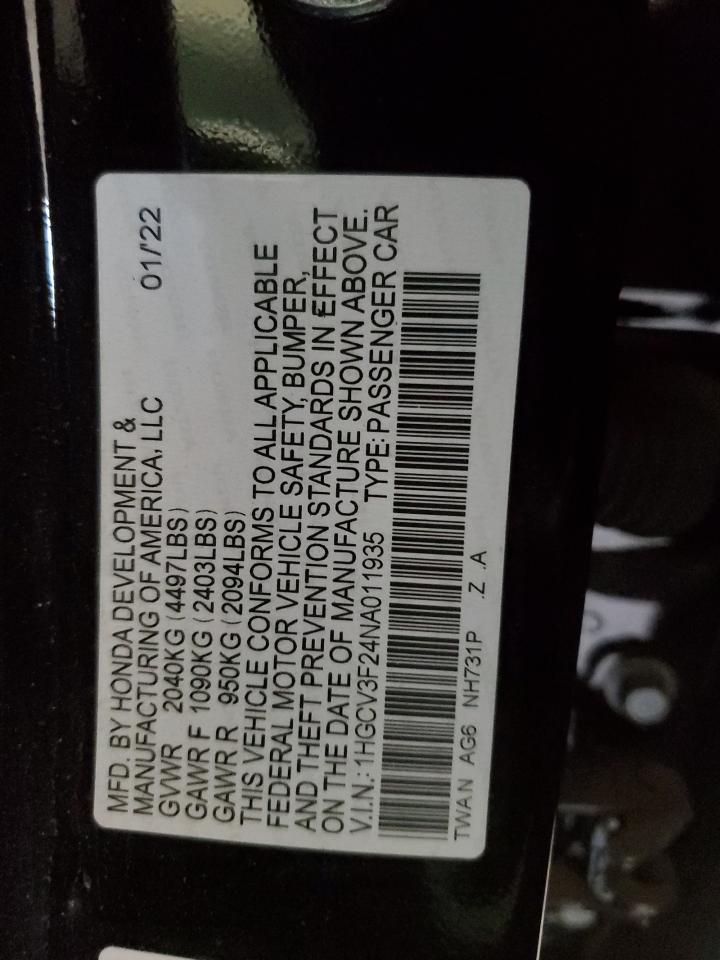 MFD. BY HONDA DEVELOPMENT &
MANUFACTURING OF AMERICA, LLC 01/'22
GVWR 2040KG (4497LBS)
GAWR F 1090KG (2403LBS)
GAWR R 950KG (2094LBS)
THIS VEHICLE CONFORMS TO ALL APPLICABLE
FEDERAL MOTOR VEHICLE SAFETY, BUMPER,
AND THEFT PREVENTION STANDARDS IN EFFECT
ON THE DATE OF MANUFACTURE SHOWN ABOVE.
V.I.N.: 1HGCV3F24NA011935 TYPE: PASSENGER CAR
TWAN AG6 NH731P .Z .A